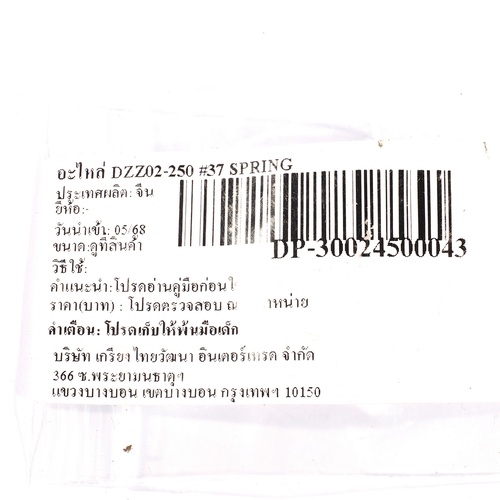 อะไหล่ DZZ02-250 #37 SPRING
ประเทศผลิต: จีน
ยี่ห้อ:-
วันนำเข้า: 05/68
ขนาด:ดูที่สินค้า
DP-30024500043
วิธีใช้:
คำแนะนำ:โปรดอ่านคู่มือก่อนใ
ราคา(บาท) : โปรดตรวจสอบ ณ าหน่าย
คำเตือน: โปรดเก็บให้พ้นมือเด็ก
บริษัท เกรียงไทยวัฒนา อินเตอร์เทรด จำกัด
366 ซ.พระยามนธาตุฯ
แขวงบางบอน เขตบางบอน กรุงเทพฯ 10150